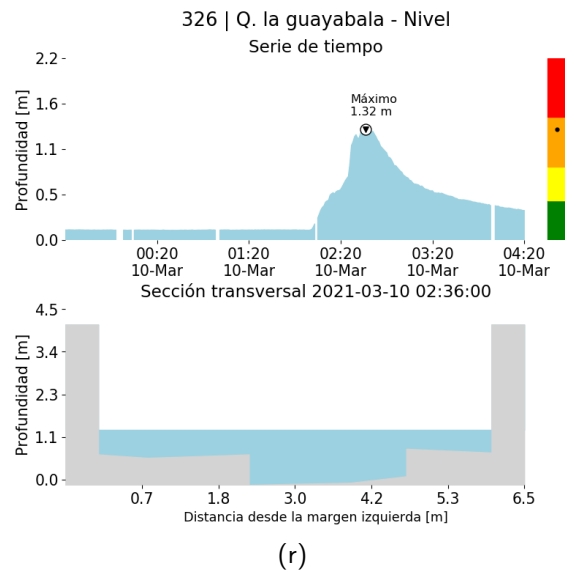 326 | Q. la guayabala - Nivel
Serie de tiempo
Profundidad [m]
2.2
1.6
1.1
0.5
0.0
Máximo
1.32 m
00:20 01:20 02:20 03:20 04:20
10-Mar 10-Mar 10-Mar 10-Mar 10-Mar
Sección transversal 2021-03-10 02:36:00
Profundidad [m]
4.5
3.4
2.3
1.1
0.0
0.7 1.8 3.0 4.2 5.3 6.5
Distancia desde la margen izquierda [m]
(r)